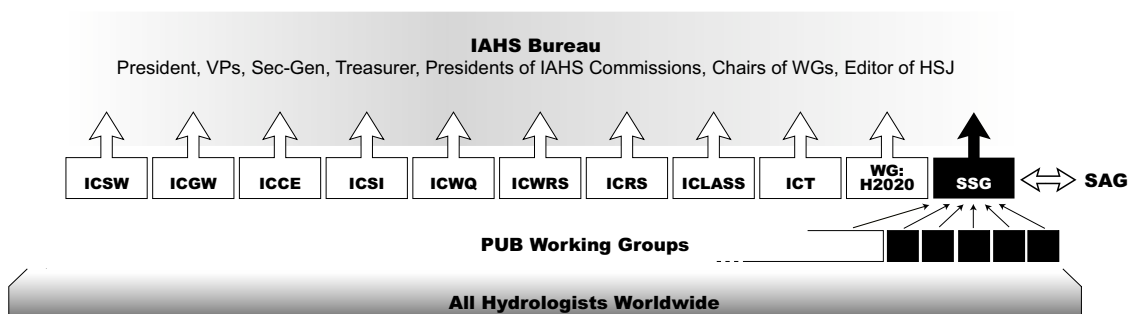 IAHS Bureau
President, VPs, Sec-Gen, Treasurer, Presidents of IAHS Commissions, Chairs of WGs, Editor of HSJ
ICSW ICGW ICCE ICSI ICWQ ICWRS ICRS ICLASS ICT WG: H2020 SSG SAG
PUB Working Groups
All Hydrologists Worldwide